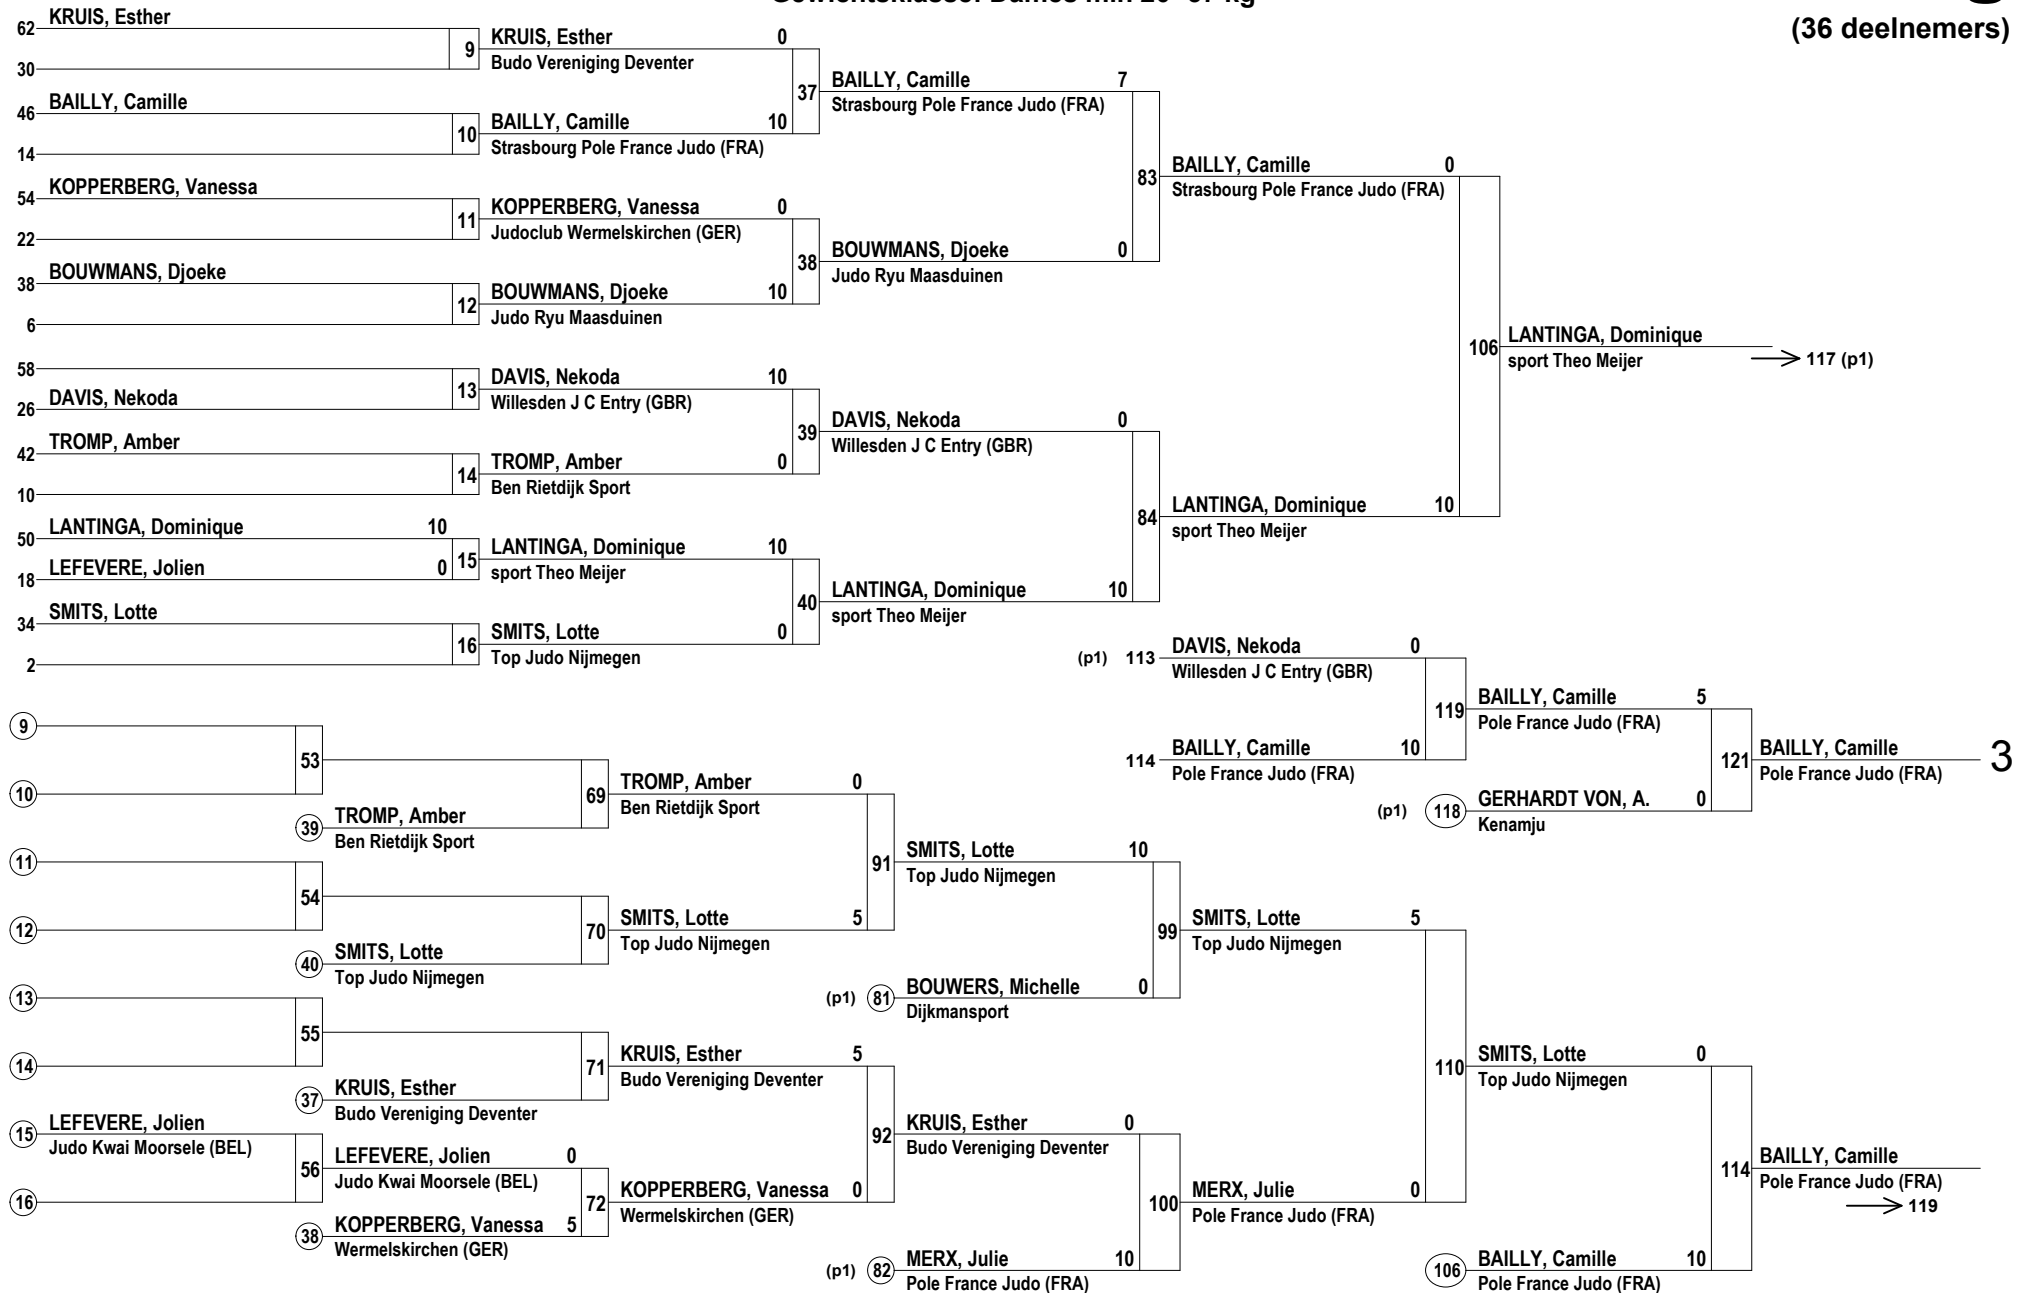 (36 deelnemers)
62 KRUIS, Esther
30
9 KRUIS, Esther 0
Budo Vereniging Deventer
46 BAILLY, Camille
14
10 BAILLY, Camille 10
Strasbourg Pole France Judo (FRA)
37 BAILLY, Camille 7
Strasbourg Pole France Judo (FRA)
54 KOPPERBERG, Vanessa
22
11 KOPPERBERG, Vanessa 0
Judoclub Wermelskirchen (GER)
38 BOUWMANS, Djoeke
6
12 BOUWMANS, Djoeke 10
Judo Ryu Maasduinen
38 BOUWMANS, Djoeke 0
Judo Ryu Maasduinen
83 BAILLY, Camille 0
Strasbourg Pole France Judo (FRA)
58
26 DAVIS, Nekoda
13 DAVIS, Nekoda 10
Willesden J C Entry (GBR)
42 TROMP, Amber
10
14 TROMP, Amber 0
Ben Rietdijk Sport
39 DAVIS, Nekoda 0
Willesden J C Entry (GBR)
50 LANTINGA, Dominique 10
18 LEFEVERE, Jolien 0
15 LANTINGA, Dominique 10
sport Theo Meijer
34 SMITS, Lotte
2
16 SMITS, Lotte 0
Top Judo Nijmegen
40 LANTINGA, Dominique 10
sport Theo Meijer
84 LANTINGA, Dominique 10
sport Theo Meijer
106 LANTINGA, Dominique
sport Theo Meijer
117 (p1)
(p1) 113 DAVIS, Nekoda 0
Willesden J C Entry (GBR)
114 BAILLY, Camille 10
Pole France Judo (FRA)
119 BAILLY, Camille 5
Pole France Judo (FRA)
(p1) 118 GERHARDT VON, A. 0
Kenamju
121 BAILLY, Camille 3
Pole France Judo (FRA)
9
10
53
39 TROMP, Amber
Ben Rietdijk Sport
69 TROMP, Amber 0
Ben Rietdijk Sport
11
12
54
40 SMITS, Lotte
Top Judo Nijmegen
70 SMITS, Lotte 5
Top Judo Nijmegen
91 SMITS, Lotte 10
Top Judo Nijmegen
(p1) 81 BOUWERS, Michelle 0
Dijkmansport
99 SMITS, Lotte 5
Top Judo Nijmegen
13
14
55
37 KRUIS, Esther
Budo Vereniging Deventer
71 KRUIS, Esther 5
Budo Vereniging Deventer
15 LEFEVERE, Jolien
Judo Kwai Moorsele (BEL)
16
56 LEFEVERE, Jolien 0
Judo Kwai Moorsele (BEL)
38 KOPPERBERG, Vanessa 5
Wermelskirchen (GER)
72 KOPPERBERG, Vanessa 0
Wermelskirchen (GER)
92 KRUIS, Esther 0
Budo Vereniging Deventer
(p1) 82 MERX, Julie 10
Pole France Judo (FRA)
100 MERX, Julie 0
Pole France Judo (FRA)
110 SMITS, Lotte 0
Top Judo Nijmegen
106 BAILLY, Camille 10
Pole France Judo (FRA)
114 BAILLY, Camille
Pole France Judo (FRA)
119